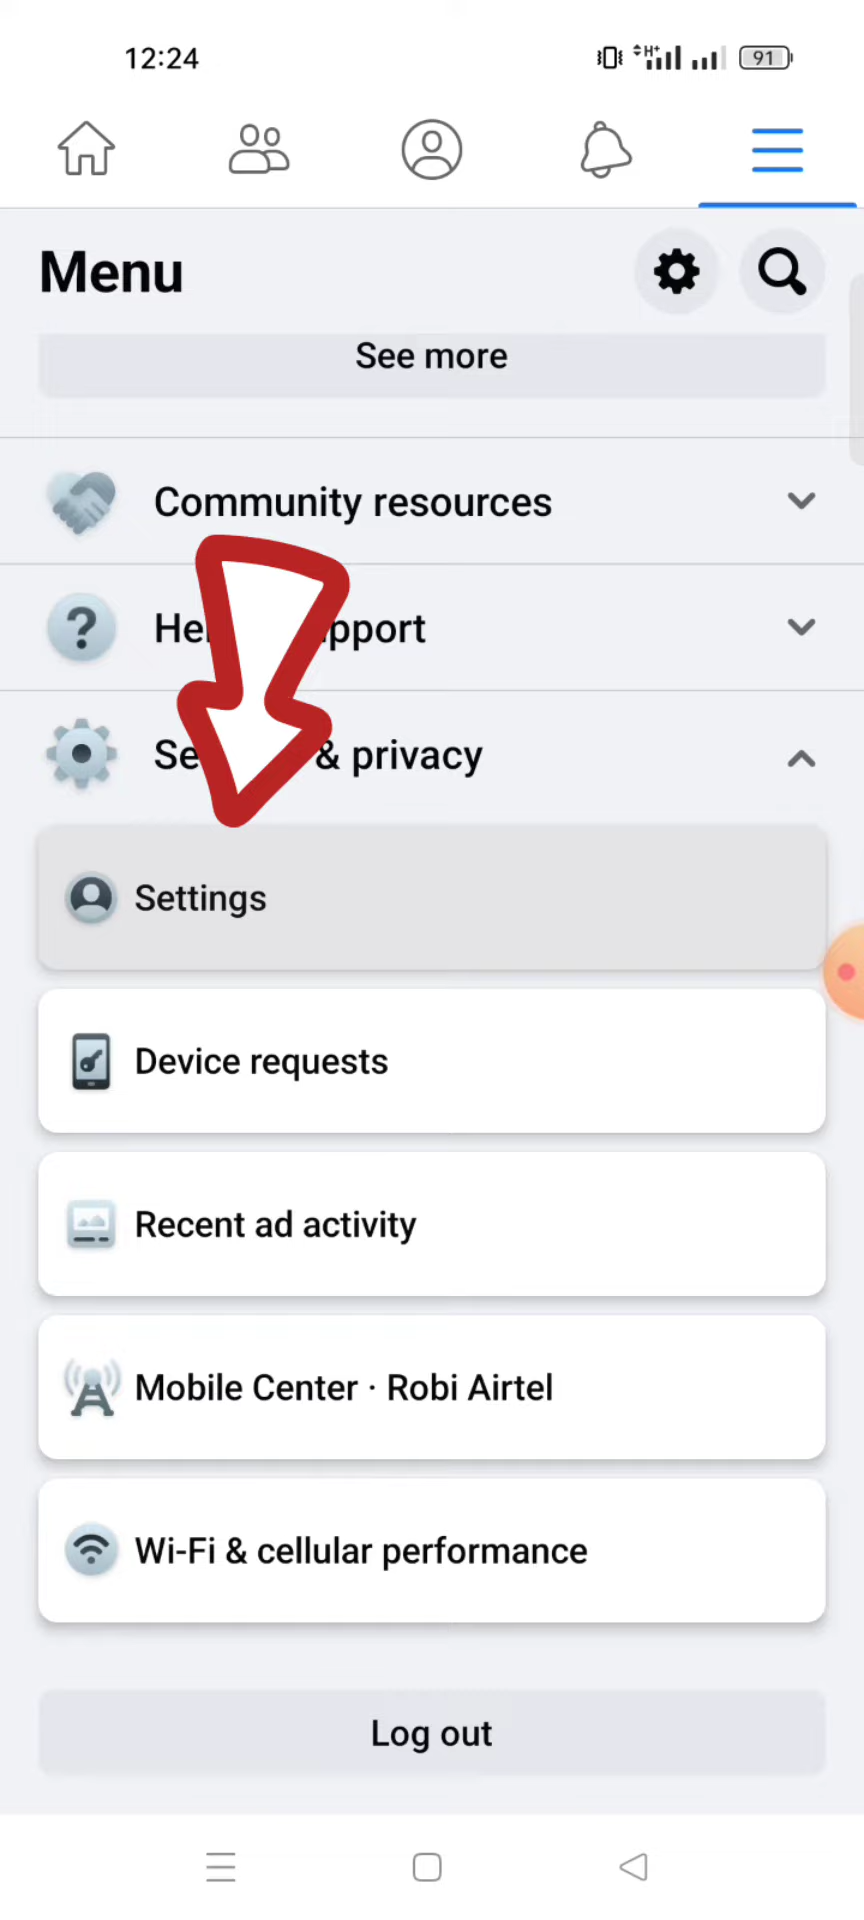 12:24
H+ 91
Menu
See more
Community resources
He pport
Se & privacy
Settings
Device requests
Recent ad activity
Mobile Center · Robi Airtel
Wi-Fi & cellular performance
Log out